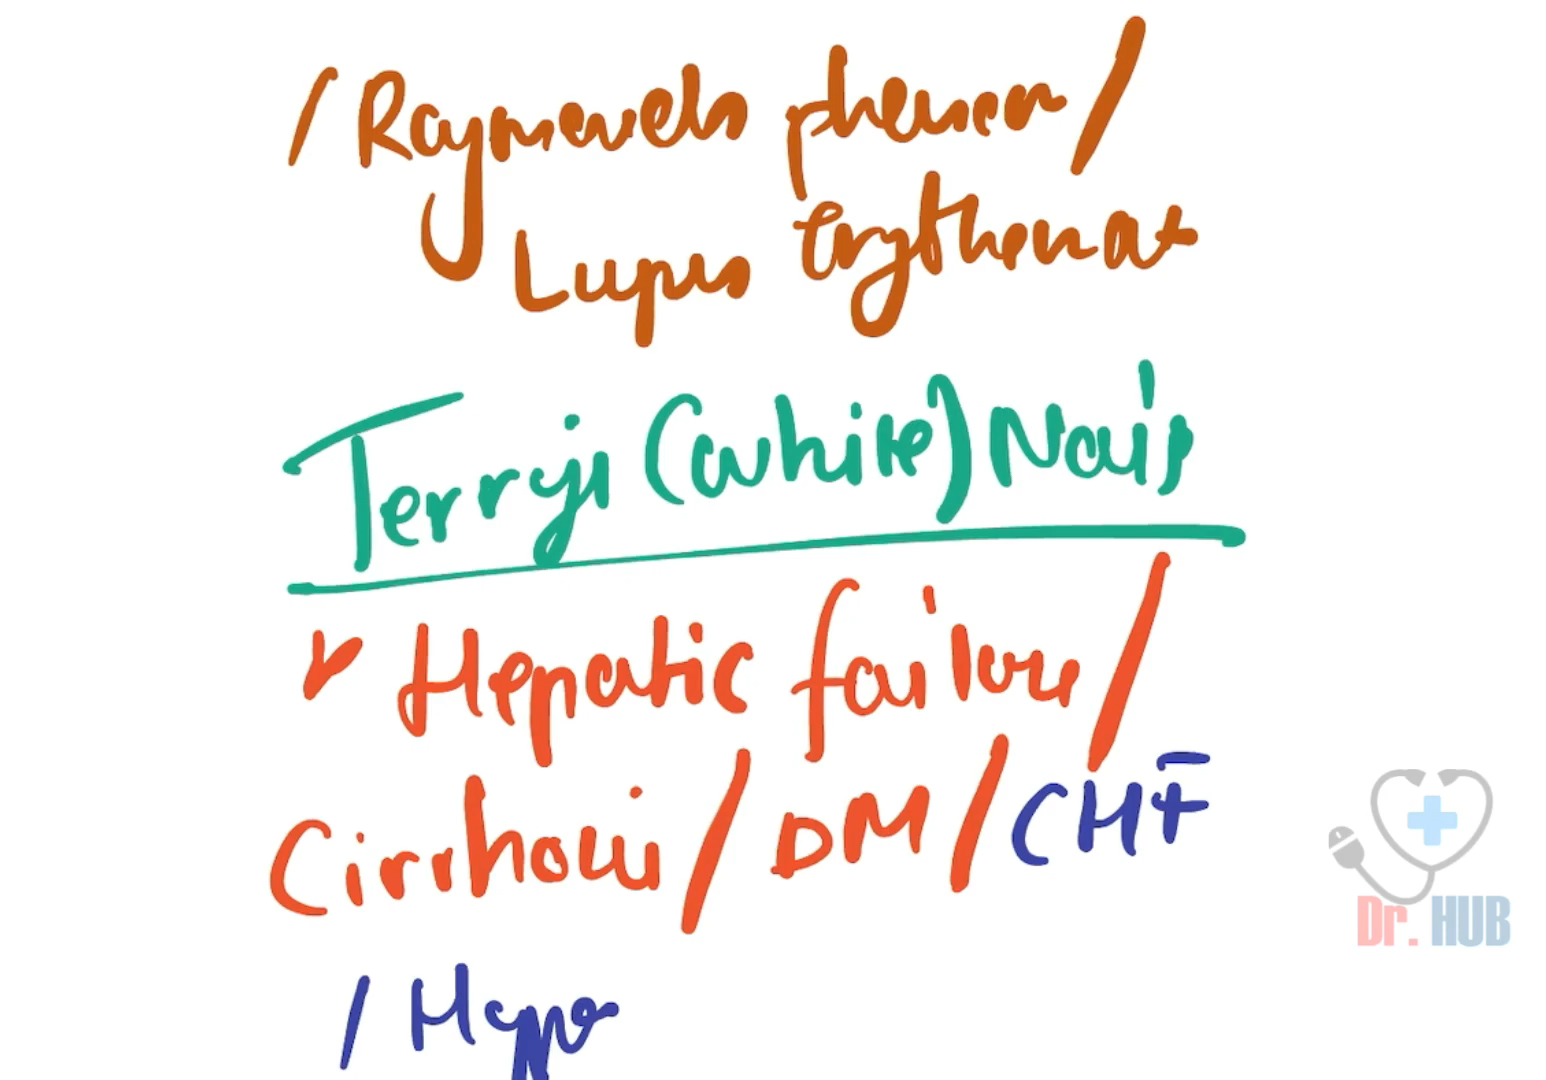 / Raynauds phenom /
Lupus Erythemat
Terry's (white) Nails
Hepatic failure /
Cirrhosis / DM / CHF
/ Hypo
Dr. HUB